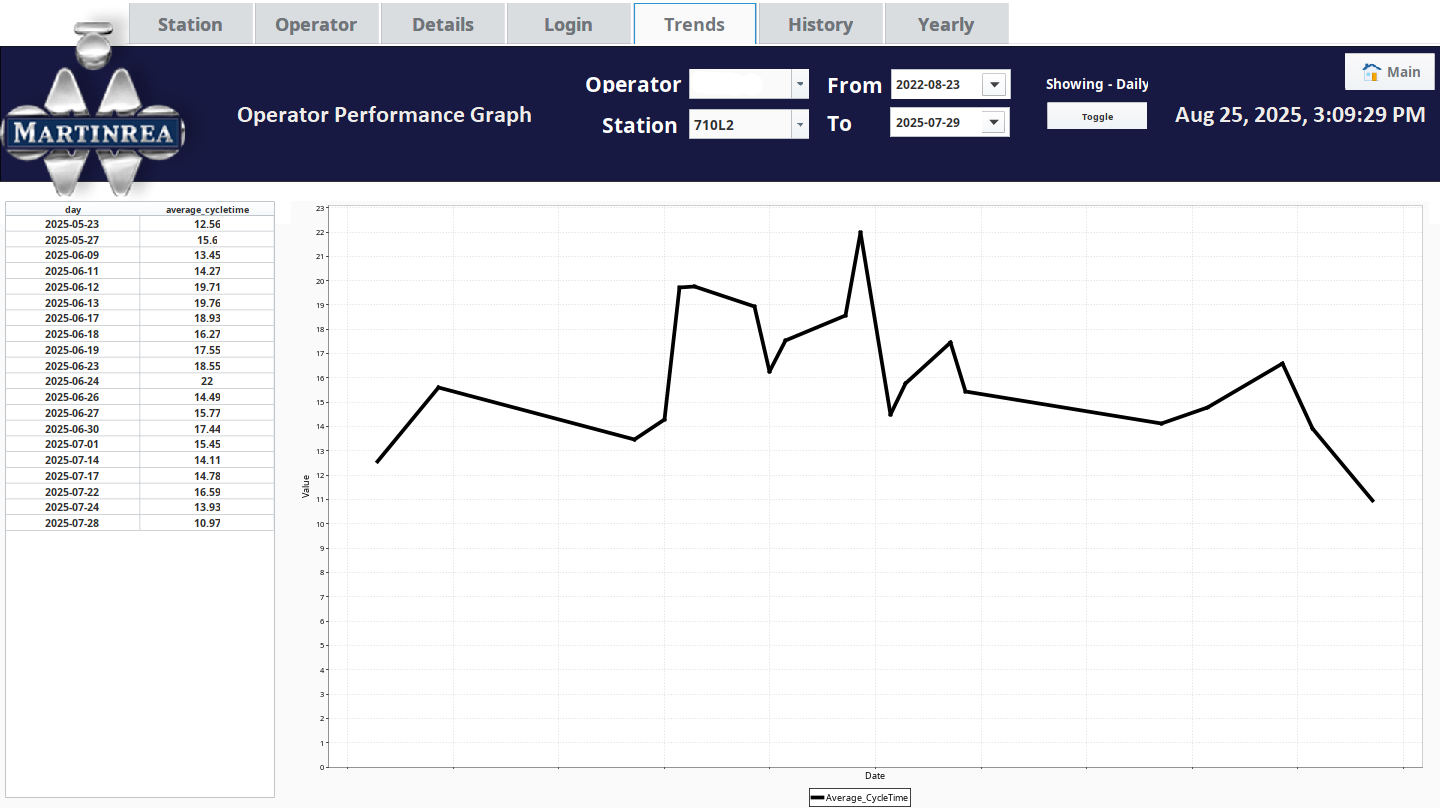 Station Operator Details Login Trends History Yearly
MARTINREA
Operator Performance Graph
Operator
Station 710L2
From 2022-08-23
To 2025-07-29
Showing - Daily
Toggle
Main
Aug 25, 2025, 3:09:29 PM
day average_cycletime
2025-05-23 12.56
2025-05-27 15.6
2025-06-09 13.45
2025-06-11 14.27
2025-06-12 19.71
2025-06-13 19.76
2025-06-17 18.93
2025-06-18 16.27
2025-06-19 17.55
2025-06-23 18.55
2025-06-24 22
2025-06-26 14.49
2025-06-27 15.77
2025-06-30 17.44
2025-07-01 15.45
2025-07-14 14.11
2025-07-17 14.78
2025-07-22 16.59
2025-07-24 13.93
2025-07-28 10.97
23
22
21
20
19
18
17
16
15
14
13
12
11
10
9
8
7
6
5
4
3
2
1
0
Value
Date
Average_CycleTime